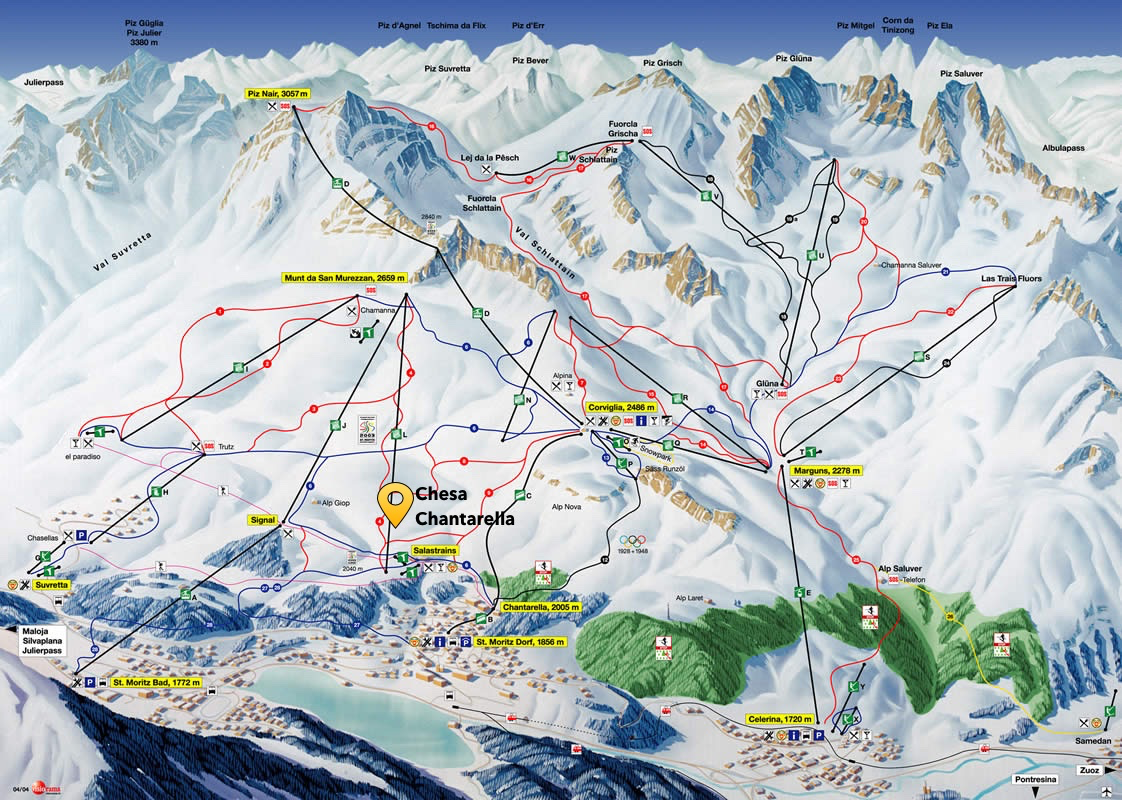 Piz Güglia
Piz Julier
3380 m
Piz d'Agnel
Tschima da Flix
Piz d'Err
Piz Mitgel
Corn da
Tinizong
Piz Ela
Julierpass
Piz Suvretta
Piz Bever
Piz Grisch
Piz Glüna
Piz Saluver
Piz Nair, 3057 m
SOS
Fuorcla
Grischa
SOS
Lej da la Pêsch
W
Piz
Schlattain
Albulapass
D
V
Fuorcla
Schlattain
2840 m
Val Suvretta
Val Schlattain
U
Chamanna Saluver
Las Trais Fluors
Munt da San Murezzan, 2659 m
SOS
Chamanna
D
I
S
Alpina
Glüna
SOS
N
R
Corviglia, 2486 m
SOS
J
L
O
Snowpark
Q
T
el paradiso
SOS
Trutz
P
Säss Runzöl
Marguns, 2278 m
SOS
H
C
Alp Giop
Chesa
Chantarella
Alp Nova
Signal
Chasellas
P
G
Salastrains
2040 m
1928 + 1948
Suvretta
Alp Saluver
SOS
Telefon
Alp Laret
E
Chantarella, 2005 m
B
Maloja
Silvaplana
Julierpass
St. Moritz Dorf, 1856 m
P
St. Moritz Bad, 1772 m
Y
X
Celerina, 1720 m
P
Samedan
Zuoz
Pontresina
04/04